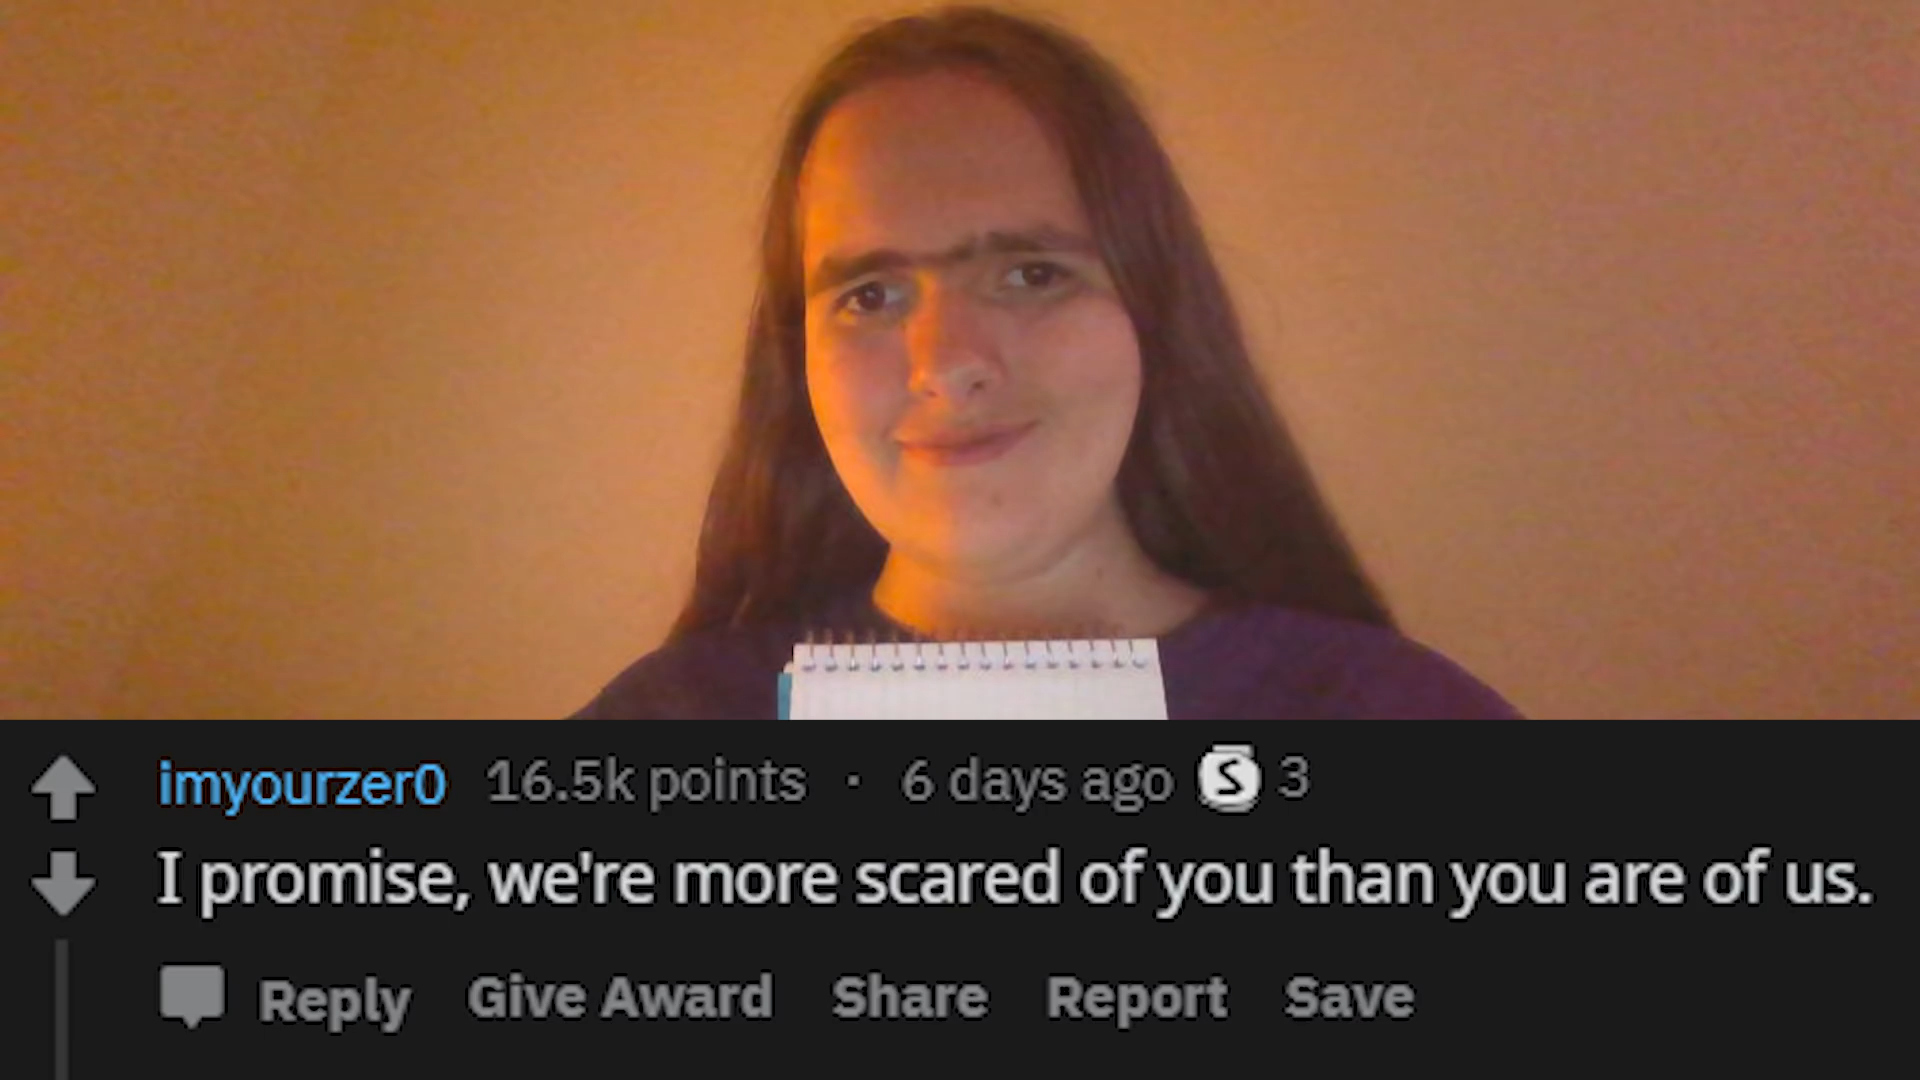 imyourzer0 16.5k points · 6 days ago S 3
I promise, we're more scared of you than you are of us.
Reply Give Award Share Report Save